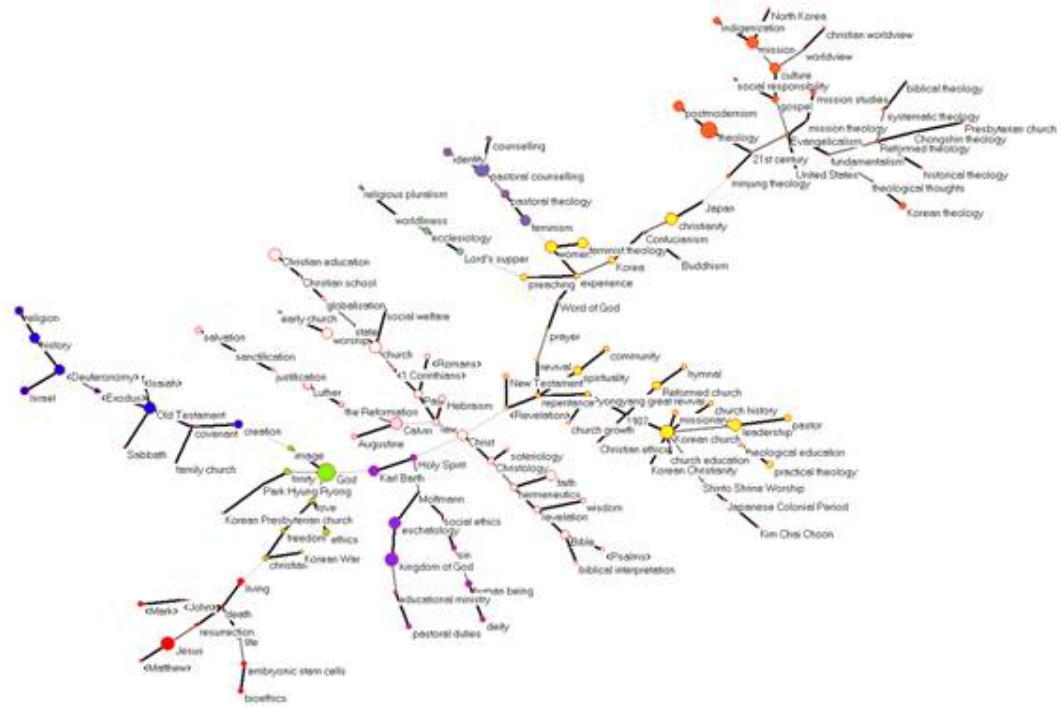 North Korea
indigenization
christian worldview
mission
worldview
culture
social responsibility
biblical theology
gospel
mission studies
postmodernism
systematic theology
theology
mission theology
Presbyterian church
Evangelicalism
Chongshin theology
Reformed theology
21st century
fundamentalism
United States
historical theology
minjung theology
theological thoughts
Korean theology
counselling
identity
pastoral counselling
religious pluralism
pastoral theology
worldliness
feminism
ecclesiology
Japan
christianity
Confucianism
Lord's supper
women
feminist theology
Buddhism
Korea
preaching
experience
Christian education
Christian school
globalization
Word of God
early church
state
social welfare
worship
church
prayer
religion
salvation
<Romans>
revival
community
history
sanctification
<1 Corinthians>
spirituality
hymnal
<Deuteronomy>
<Isaiah>
justification
New Testament
Reformed church
Israel
<Exodus>
Luther
Paul
Hebraism
repentance
Pyongyang great revival
Old Testament
the Reformation
<Revelation>
missionary
church history
covenant
creation
Calvin
law
church growth
1907
leadership
pastor
Augustine
Christ
Christian ethics
Korean church
Sabbath
family church
image
soteriology
church education
theological education
trinity
God
Karl Barth
Holy Spirit
Christology
Korean Christianity
practical theology
Park Hyung Ryong
Moltmann
faith
Shinto Shrine Worship
love
hermeneutics
Korean Presbyterian church
social ethics
wisdom
Japanese Colonial Period
eschatology
revelation
freedom
ethics
Kim Chai Choon
christian
Korean War
sin
Bible
<Psalms>
kingdom of God
biblical interpretation
living
human being
educational ministry
<Mark>
<John>
death
deity
resurrection
pastoral duties
life
Jesus
<Matthew>
embryonic stem cells
bioethics